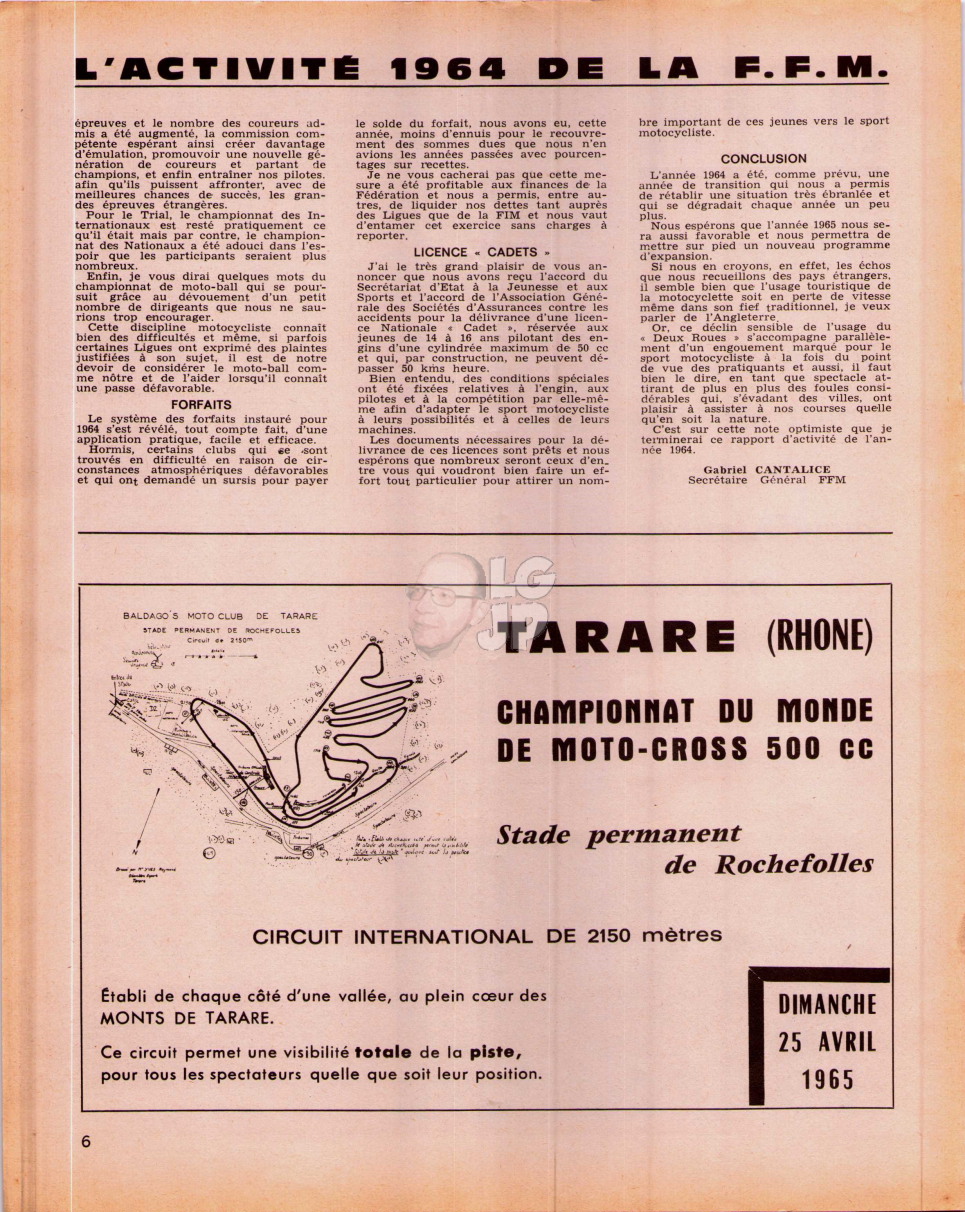 L'ACTIVITÉ 1964 DE LA F.F.M.
épreuves et le nombre des coureurs ad-
mis a été augmenté, la commission com-
pétente espérant ainsi créer davantage
d'émulation, promouvoir une nouvelle gé-
nération de coureurs et partant de
champions, et enfin entraîner nos pilotes.
afin qu'ils puissent affronter, avec de
meilleures chances de succès, les gran-
des épreuves étrangères.
Pour le Trial, le championnat des In-
ternationaux est resté pratiquement ce
qu'il était mais par contre, le champion-
nat des Nationaux a été adouci dans l'es-
poir que les participants seraient plus
nombreux.
Enfin, je vous dirai quelques mots du
championnat de moto-ball qui se pour-
suit grâce au dévouement d'un petit
nombre de dirigeants que nous ne sau-
rions trop encourager.
Cette discipline motocycliste connaît
bien des difficultés et même, si parfois
certaines Ligues ont exprimé des plaintes
justifiées à son sujet, il est de notre
devoir de considérer le moto-ball com-
me nôtre et de l'aider lorsqu'il connaît
une passe défavorable.
FORFAITS
Le système des forfaits instauré pour
1964 s'est révélé, tout compte fait, d'une
application pratique, facile et efficace.
Hormis, certains clubs qui se sont
trouvés en difficulté en raison de cir-
constances atmosphériques défavorables
et qui ont demandé un sursis pour payer
le solde du forfait, nous avons eu, cette
année, moins d'ennuis pour le recouvre-
ment des sommes dues que nous n'en
avions les années passées avec pourcen-
tages sur recettes.
Je ne vous cacherai pas que cette me-
sure a été profitable aux finances de la
Fédération et nous a permis, entre au-
tres, de liquider nos dettes tant auprès
des Ligues que de la FIM et nous vaut
d'entamer cet exercice sans charges à
reporter.
LICENCE « CADETS »
J'ai le très grand plaisir de vous an-
noncer que nous avons reçu l'accord du
Secrétariat d'Etat à la Jeunesse et aux
Sports et l'accord de l'Association Géné-
rale des Sociétés d'Assurances contre les
accidents pour la délivrance d'une licen-
ce Nationale « Cadet », réservée aux
jeunes de 14 à 16 ans pilotant des en-
gins d'une cylindrée maximum de 50 cc
et qui, par construction, ne peuvent dé-
passer 50 kms heure.
Bien entendu, des conditions spéciales
ont été fixées relatives à l'engin, aux
pilotes et à la compétition par elle-mê-
me afin d'adapter le sport motocycliste
à leurs possibilités et à celles de leurs
machines.
Les documents nécessaires pour la dé-
livrance de ces licences sont prêts et nous
espérons que nombreux seront ceux d'en-
tre vous qui voudront bien faire un ef-
fort tout particulier pour attirer un nom-
bre important de ces jeunes vers le sport
motocycliste.
CONCLUSION
L'année 1964 a été, comme prévu, une
année de transition qui nous a permis
de rétablir une situation très ébranlée et
qui se dégradait chaque année un peu
plus.
Nous espérons que l'année 1965 nous se-
ra aussi favorable et nous permettra de
mettre sur pied un nouveau programme
d'expansion.
Si nous en croyons, en effet, les échos
que nous recueillons des pays étrangers,
il semble bien que l'usage touristique de
la motocyclette soit en perte de vitesse
même dans son fief traditionnel, je veux
parler de l'Angleterre.
Or, ce déclin sensible de l'usage du
« Deux Roues » s'accompagne parallèle-
ment d'un engouement marqué pour le
sport motocycliste à la fois du point
de vue des pratiquants et aussi, il faut
bien le dire, en tant que spectacle at-
tirant de plus en plus des foules consi-
dérables qui, s'évadant des villes, ont
plaisir à assister à nos courses quelle
qu'en soit la nature.
C'est sur cette note optimiste que je
terminerai ce rapport d'activité de l'an-
née 1964.
Gabriel CANTALICE
Secrétaire Général FFM
LG
JP
BALDAGO'S MOTO CLUB DE TARARE
STADE PERMANENT DE ROCHEFOLLES
Circuit de 2150m
N
TARARE (RHONE)
CHAMPIONNAT DU MONDE
DE MOTO-CROSS 500 CC
Stade permanent
de Rochefolles
CIRCUIT INTERNATIONAL DE 2150 mètres
Établi de chaque côté d'une vallée, au plein cœur des
MONTS DE TARARE.
Ce circuit permet une visibilité totale de la piste,
pour tous les spectateurs quelle que soit leur position.
DIMANCHE
25 AVRIL
1965
6